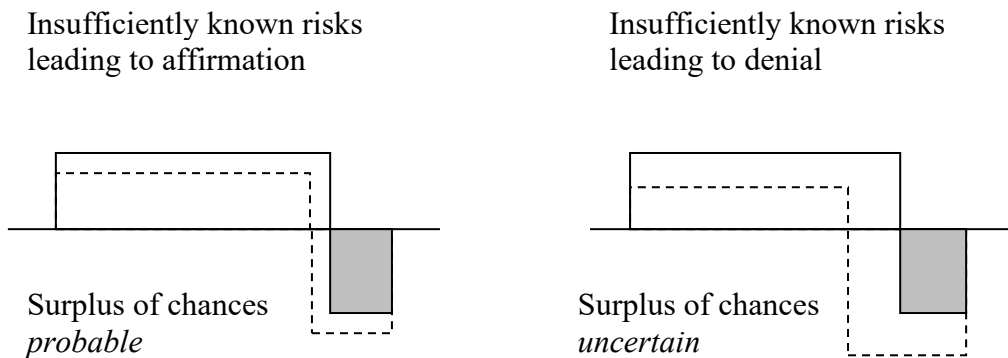 Insufficiently known risks
leading to affirmation
Insufficiently known risks
leading to denial
Surplus of chances
probable
Surplus of chances
uncertain